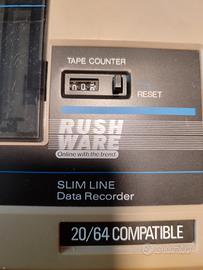 TAPE COUNTER
RESET
RUSH
WARE
Online with the trend.
SLIM LINE
Data Recorder
20/64 COMPATIBLE